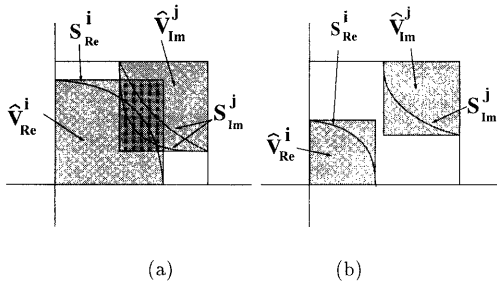 S^i_Re
V̂^j_Im
V̂^i_Re
S^j_Im
(a)
S^i_Re
V̂^j_Im
V̂^i_Re
S^j_Im
(b)